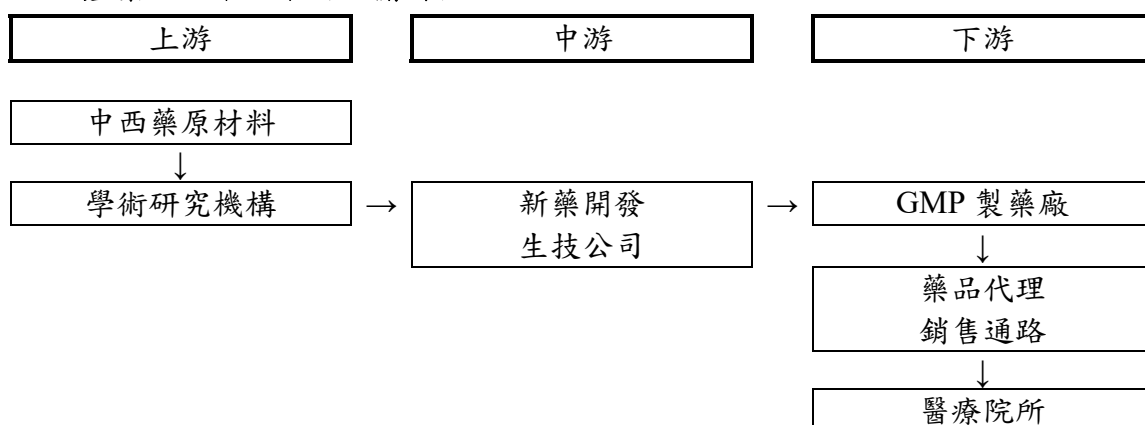 上游 中游 下游
中西藥原材料
↓
學術研究機構 → 新藥開發 → GMP 製藥廠
生技公司
↓
藥品代理
銷售通路
↓
醫療院所